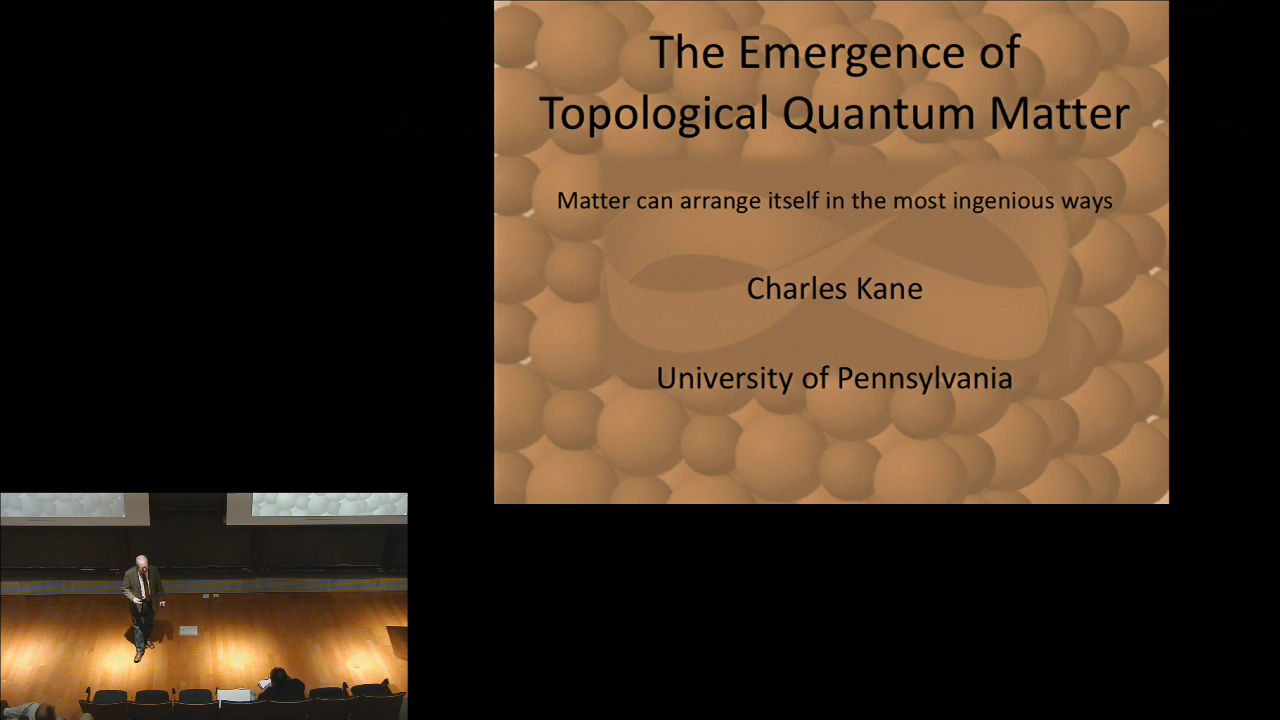 The Emergence of
Topological Quantum Matter
Matter can arrange itself in the most ingenious ways
Charles Kane
University of Pennsylvania